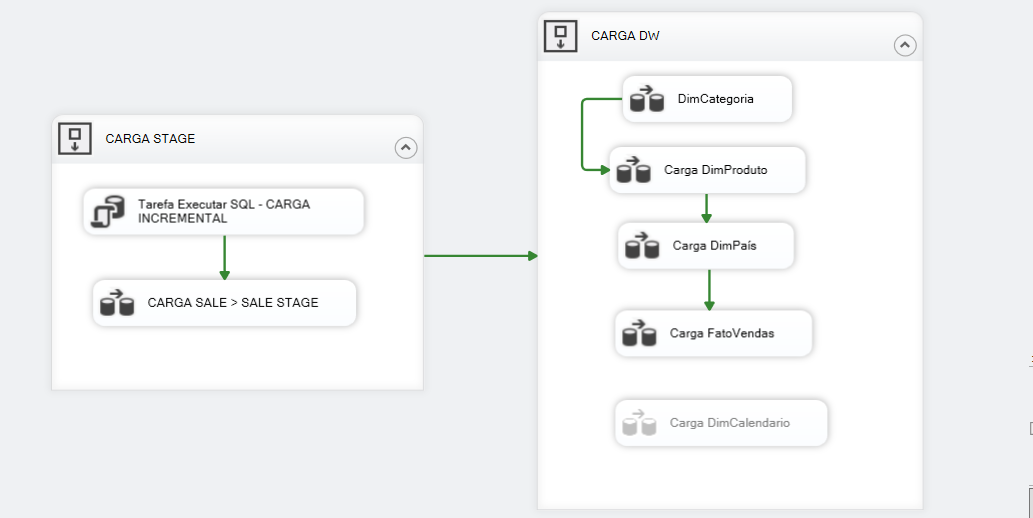 CARGA STAGE
Tarefa Executar SQL - CARGA
INCREMENTAL
CARGA SALE > SALE STAGE
CARGA DW
DimCategoria
Carga DimProduto
Carga DimPaís
Carga FatoVendas
Carga DimCalendario